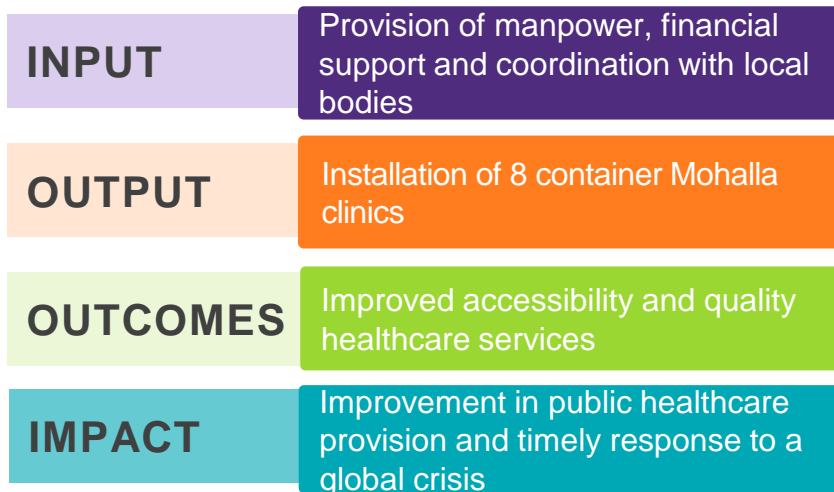 INPUT
Provision of manpower, financial
support and coordination with local
bodies
OUTPUT
Installation of 8 container Mohalla
clinics
OUTCOMES
Improved accessibility and quality
healthcare services
IMPACT
Improvement in public healthcare
provision and timely response to a
global crisis